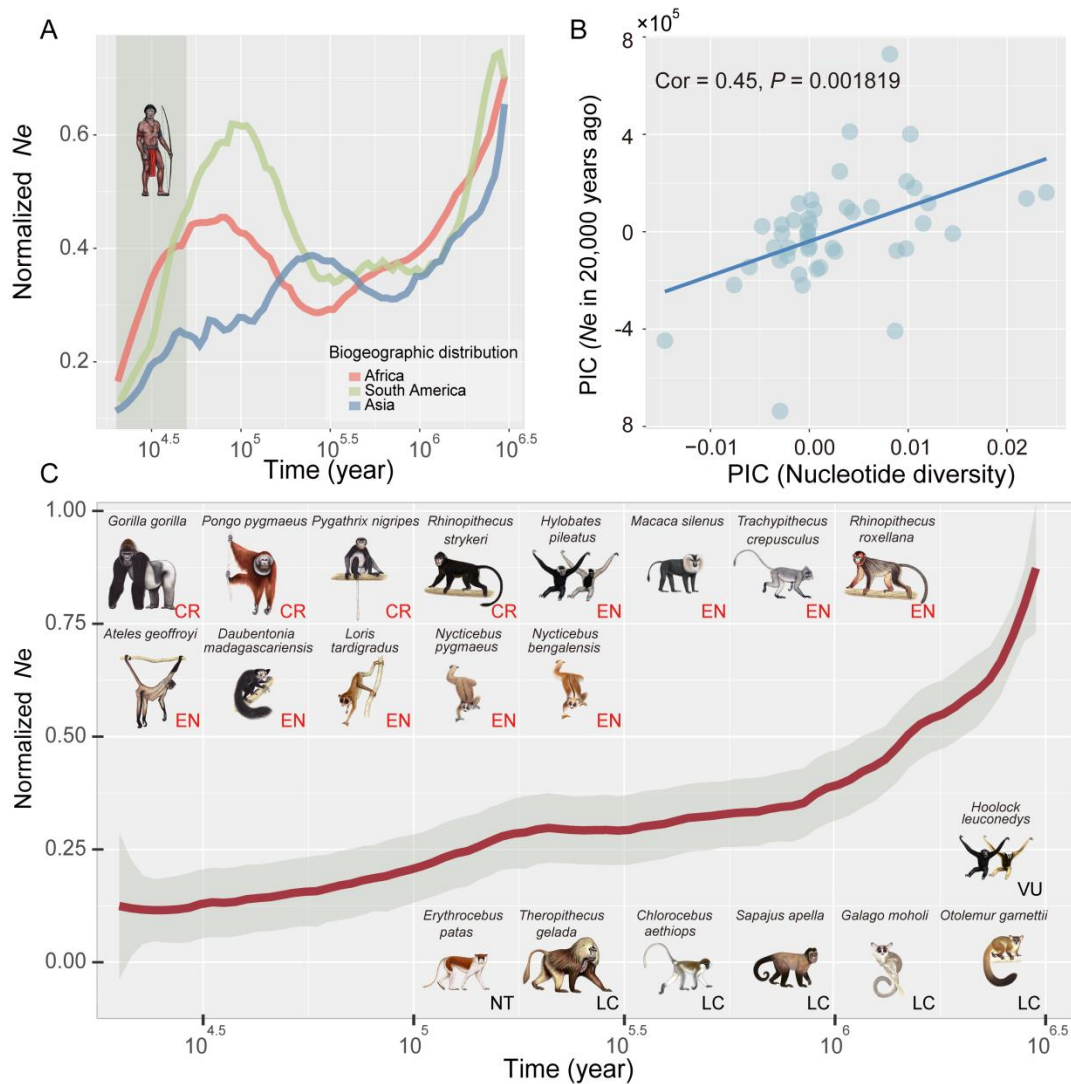 A
Normalized Ne
0.6
0.4
0.2
Biogeographic distribution
Africa
South America
Asia
10^4.5
10^5
10^5.5
10^6
10^6.5
Time (year)
B
×10^5
8
4
0
-4
8
Cor = 0.45, P = 0.001819
PIC (Ne in 20,000 years ago)
−0.01
0.00
0.01
0.02
PIC (Nucleotide diversity)
C
Normalized Ne
1.00
0.75
0.50
0.25
0.00
Gorilla gorilla
CR
Pongo pygmaeus
CR
Pygathrix nigripes
CR
Rhinopithecus
strykeri
CR
Hylobates
pileatus
EN
Macaca silenus
EN
Trachypithecus
crepusculus
EN
Rhinopithecus
roxellana
EN
Ateles geoffroyi
EN
Daubentonia
madagascariensis
EN
Loris
tardigradus
EN
Nycticebus
pygmaeus
EN
Nycticebus
bengalensis
EN
Hoolock
leuconedys
VU
Erythrocebus
patas
NT
Theropithecus
gelada
LC
Chlorocebus
aethiops
LC
Sapajus apella
LC
Galago moholi
LC
Otolemur garnettii
LC
10^4.5
10^5
10^5.5
10^6
10^6.5
Time (year)